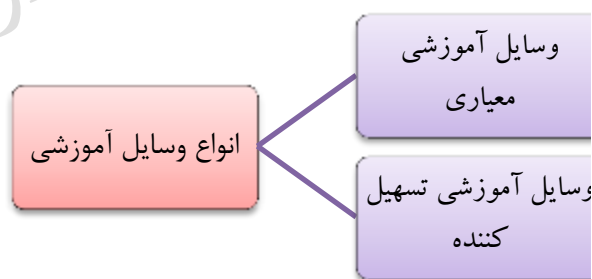 وسایل آموزشی
معیاری
انواع وسایل آموزشی
وسایل آموزشی تسهیل
کننده